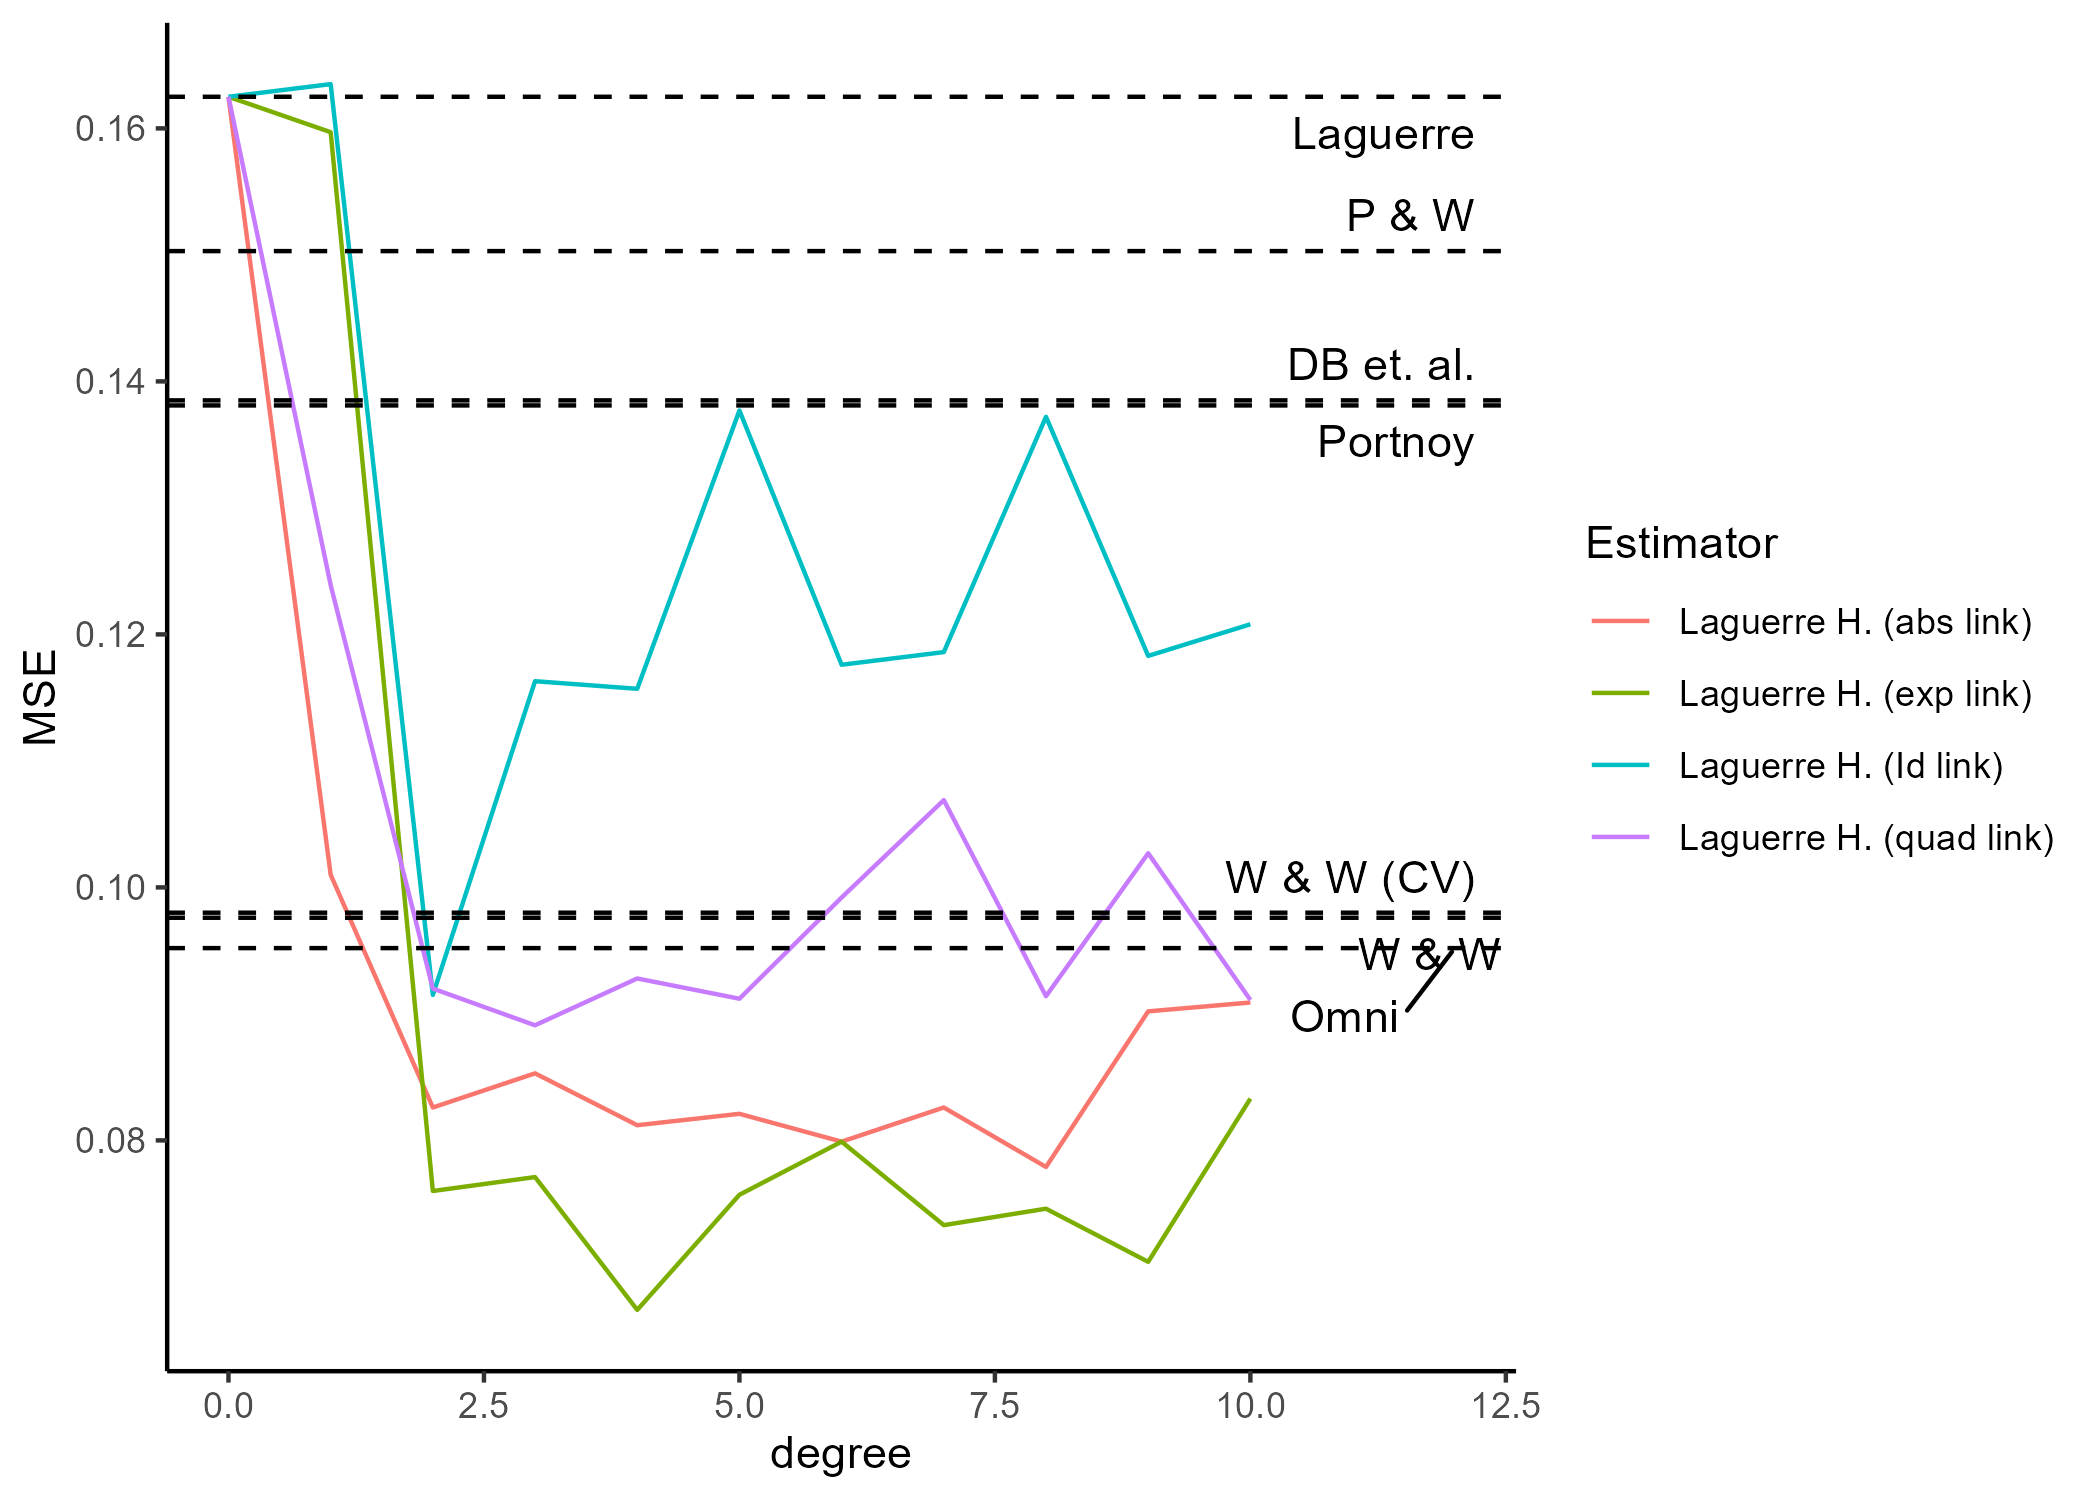 0.16
0.14
0.12
0.10
0.08
MSE
Laguerre
P & W
DB et. al.
Portnoy
W & W (CV)
W & W
Omni
0.0 2.5 5.0 7.5 10.0 12.5
degree
Estimator
Laguerre H. (abs link)
Laguerre H. (exp link)
Laguerre H. (Id link)
Laguerre H. (quad link)